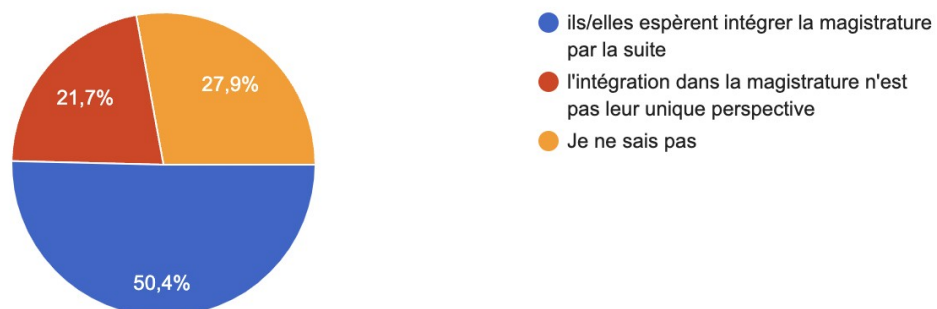 21,7%
27,9%
50,4%
ils/elles espèrent intégrer la magistrature
par la suite
l'intégration dans la magistrature n'est
pas leur unique perspective
Je ne sais pas